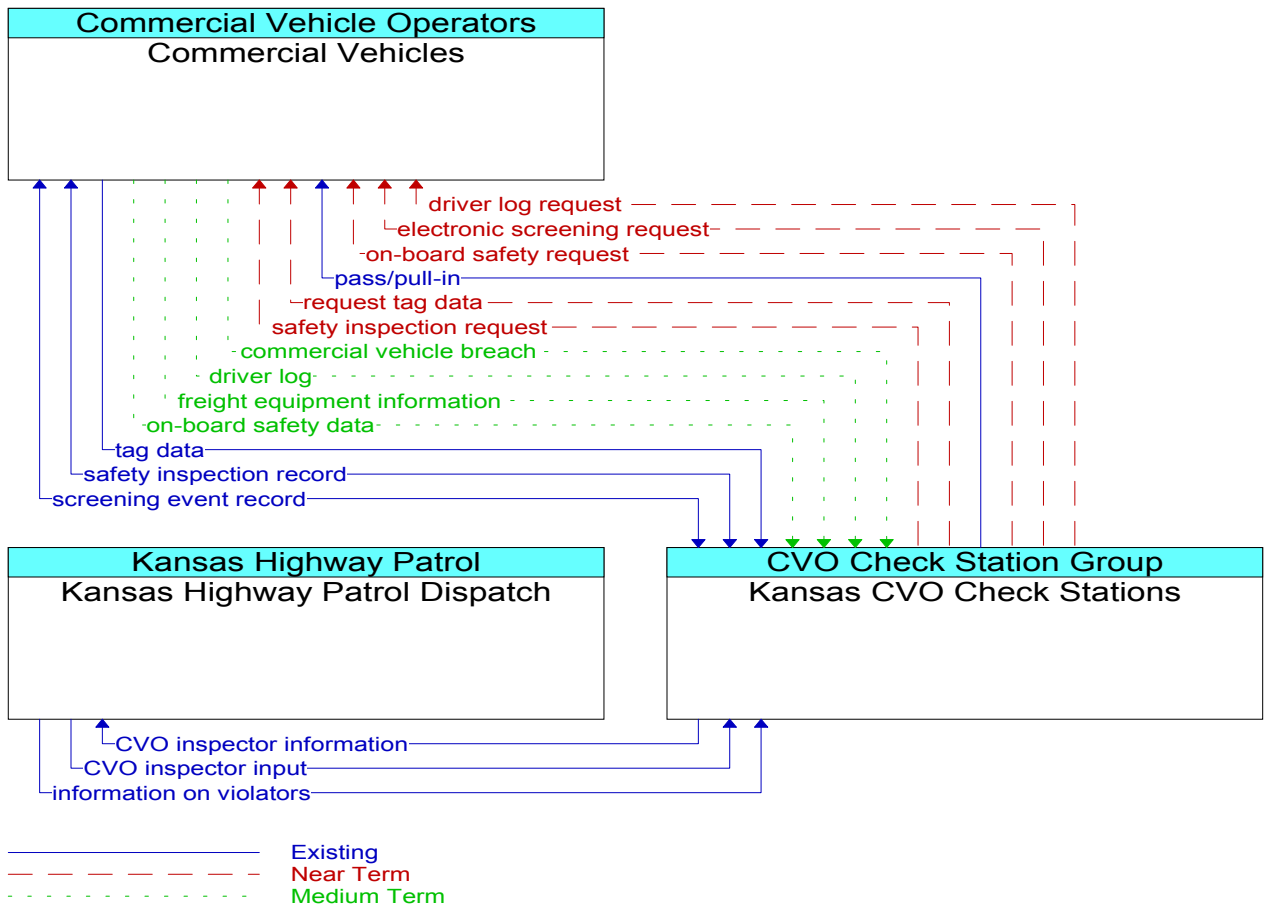 Commercial Vehicle Operators
Commercial Vehicles
driver log request
electronic screening request
on-board safety request
pass/pull-in
request tag data
safety inspection request
commercial vehicle breach
driver log
freight equipment information
on-board safety data
tag data
safety inspection record
screening event record
Kansas Highway Patrol
Kansas Highway Patrol Dispatch
CVO Check Station Group
Kansas CVO Check Stations
CVO inspector information
CVO inspector input
information on violators
Existing
Near Term
Medium Term